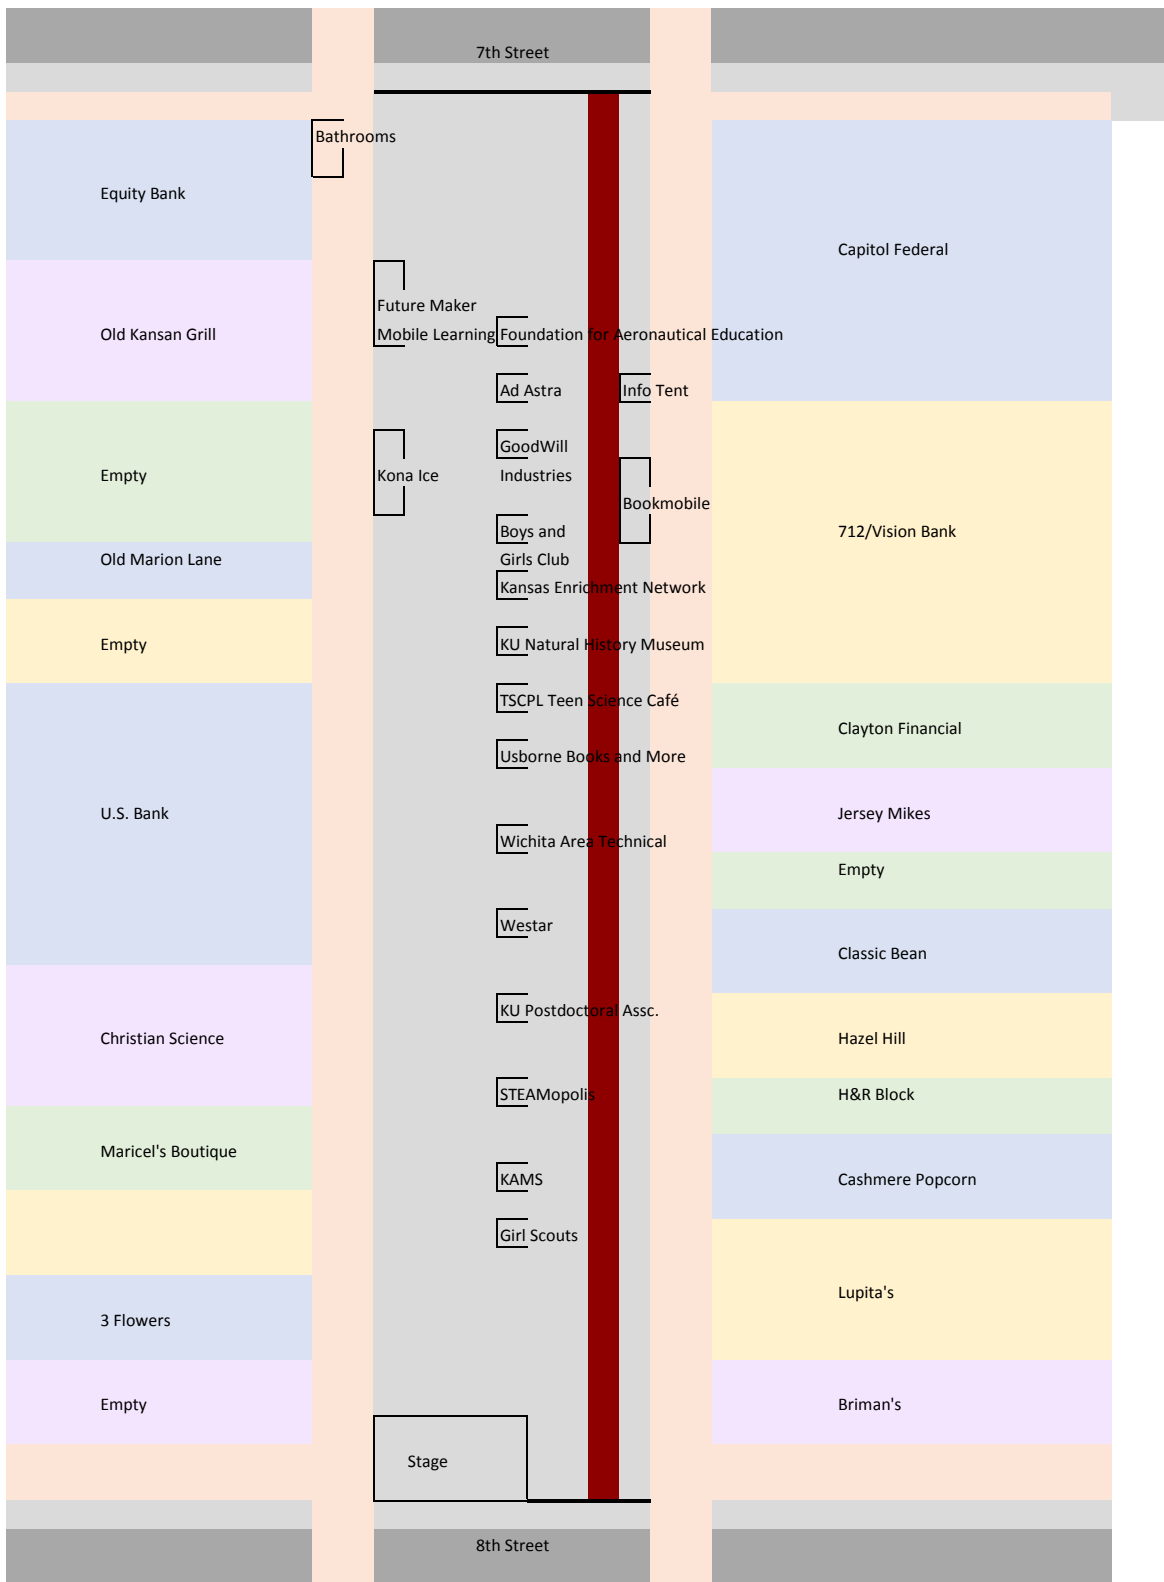 7th Street
Bathrooms
Equity Bank
Capitol Federal
Future Maker
Old Kansan Grill
Mobile Learning
Foundation for Aeronautical Education
Ad Astra
Info Tent
GoodWill
Empty
Kona Ice
Industries
Bookmobile
Boys and
712/Vision Bank
Old Marion Lane
Girls Club
Kansas Enrichment Network
Empty
KU Natural History Museum
TSCPL Teen Science Café
Clayton Financial
Usborne Books and More
U.S. Bank
Jersey Mikes
Wichita Area Technical
Empty
Westar
Classic Bean
KU Postdoctoral Assc.
Christian Science
Hazel Hill
STEAMopolis
H&R Block
Maricel's Boutique
KAMS
Cashmere Popcorn
Girl Scouts
Lupita's
3 Flowers
Empty
Briman's
Stage
8th Street